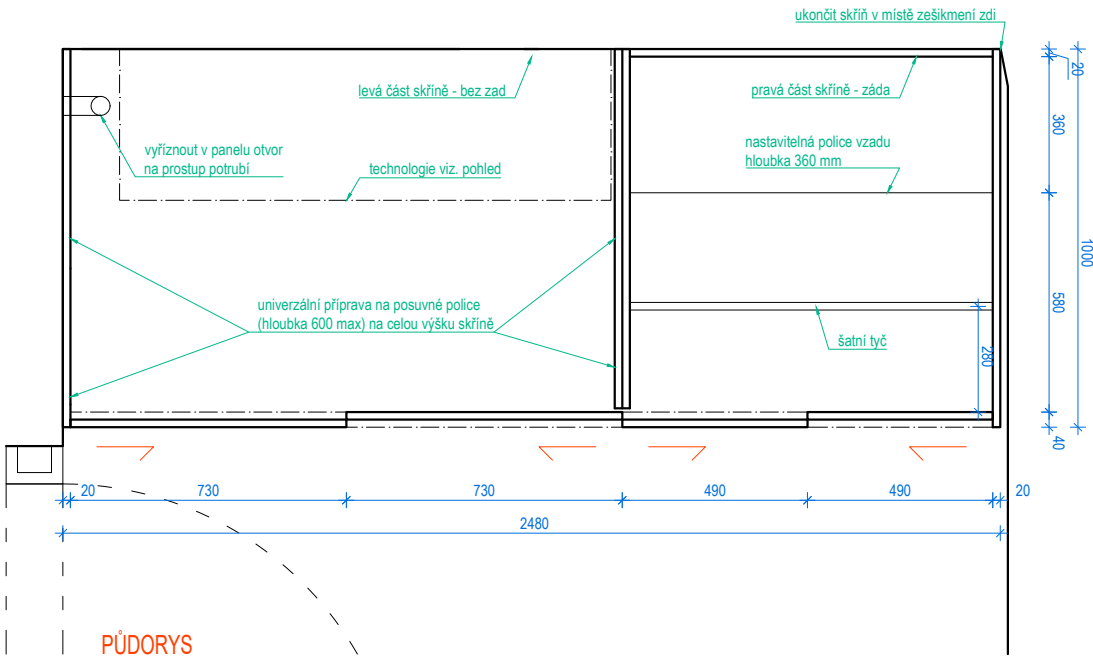 ukončit skříň v místě zešikmení zdi
levá část skříně - bez zad
pravá část skříně - záda
vyříznout v panelu otvor
na prostup potrubí
technologie viz. pohled
nastavitelná police vzadu
hloubka 360 mm
univerzální příprava na posuvné police
(hloubka 600 max) na celou výšku skříně
šatní tyč
20
360
1000
580
280
40
20
730
730
490
490
20
2480
PŮDORYS